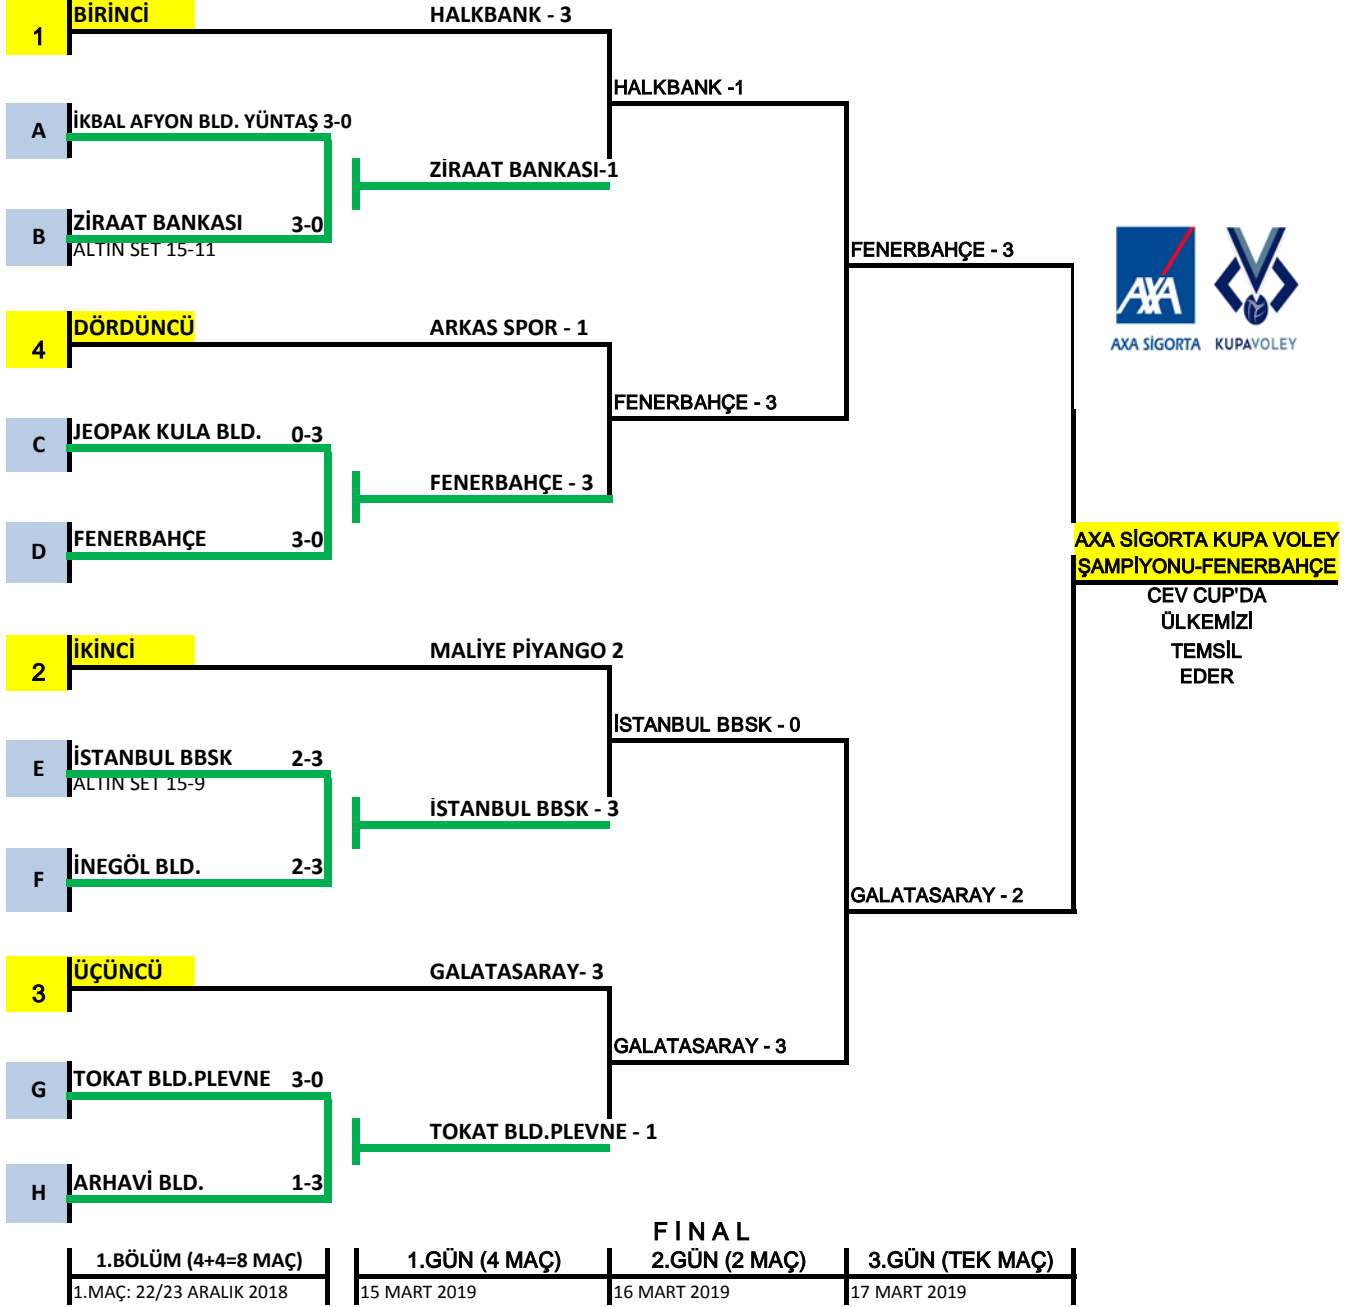 1
BİRİNCİ
HALKBANK - 3
HALKBANK -1
A
İKBAL AFYON BLD. YÜNTAŞ 3-0
ZİRAAT BANKASI-1
B
ZİRAAT BANKASI 3-0
ALTIN SET 15-11
FENERBAHÇE - 3
AXA
AXA SİGORTA KUPAVOLEY
4
DÖRDÜNCÜ
ARKAS SPOR - 1
FENERBAHÇE - 3
C
JEOPAK KULA BLD. 0-3
FENERBAHÇE - 3
D
FENERBAHÇE 3-0
AXA SİGORTA KUPA VOLEY
ŞAMPİYONU-FENERBAHÇE
CEV CUP'DA
ÜLKEMİZİ
TEMSİL
EDER
2
İKİNCİ
MALİYE PİYANGO 2
İSTANBUL BBSK - 0
E
İSTANBUL BBSK 2-3
ALTIN SET 15-9
İSTANBUL BBSK - 3
F
İNEGÖL BLD. 2-3
GALATASARAY - 2
3
ÜÇÜNCÜ
GALATASARAY- 3
GALATASARAY - 3
G
TOKAT BLD.PLEVNE 3-0
TOKAT BLD.PLEVNE - 1
H
ARHAVİ BLD. 1-3
FİNAL
1.BÖLÜM (4+4=8 MAÇ) 1.GÜN (4 MAÇ) 2.GÜN (2 MAÇ) 3.GÜN (TEK MAÇ)
1.MAÇ: 22/23 ARALIK 2018 15 MART 2019 16 MART 2019 17 MART 2019